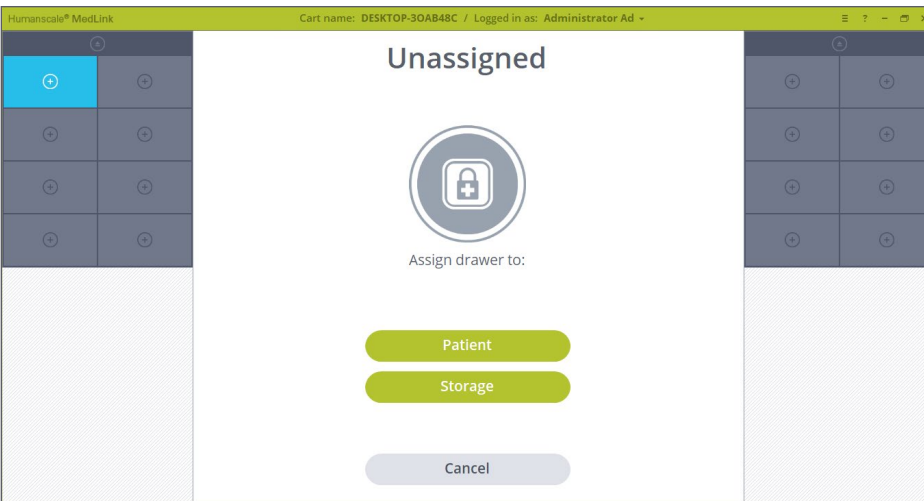 Humanscale® MedLink
Cart name: DESKTOP-3OAB48C / Logged in as: Administrator Ad
Unassigned
Assign drawer to:
Patient
Storage
Cancel